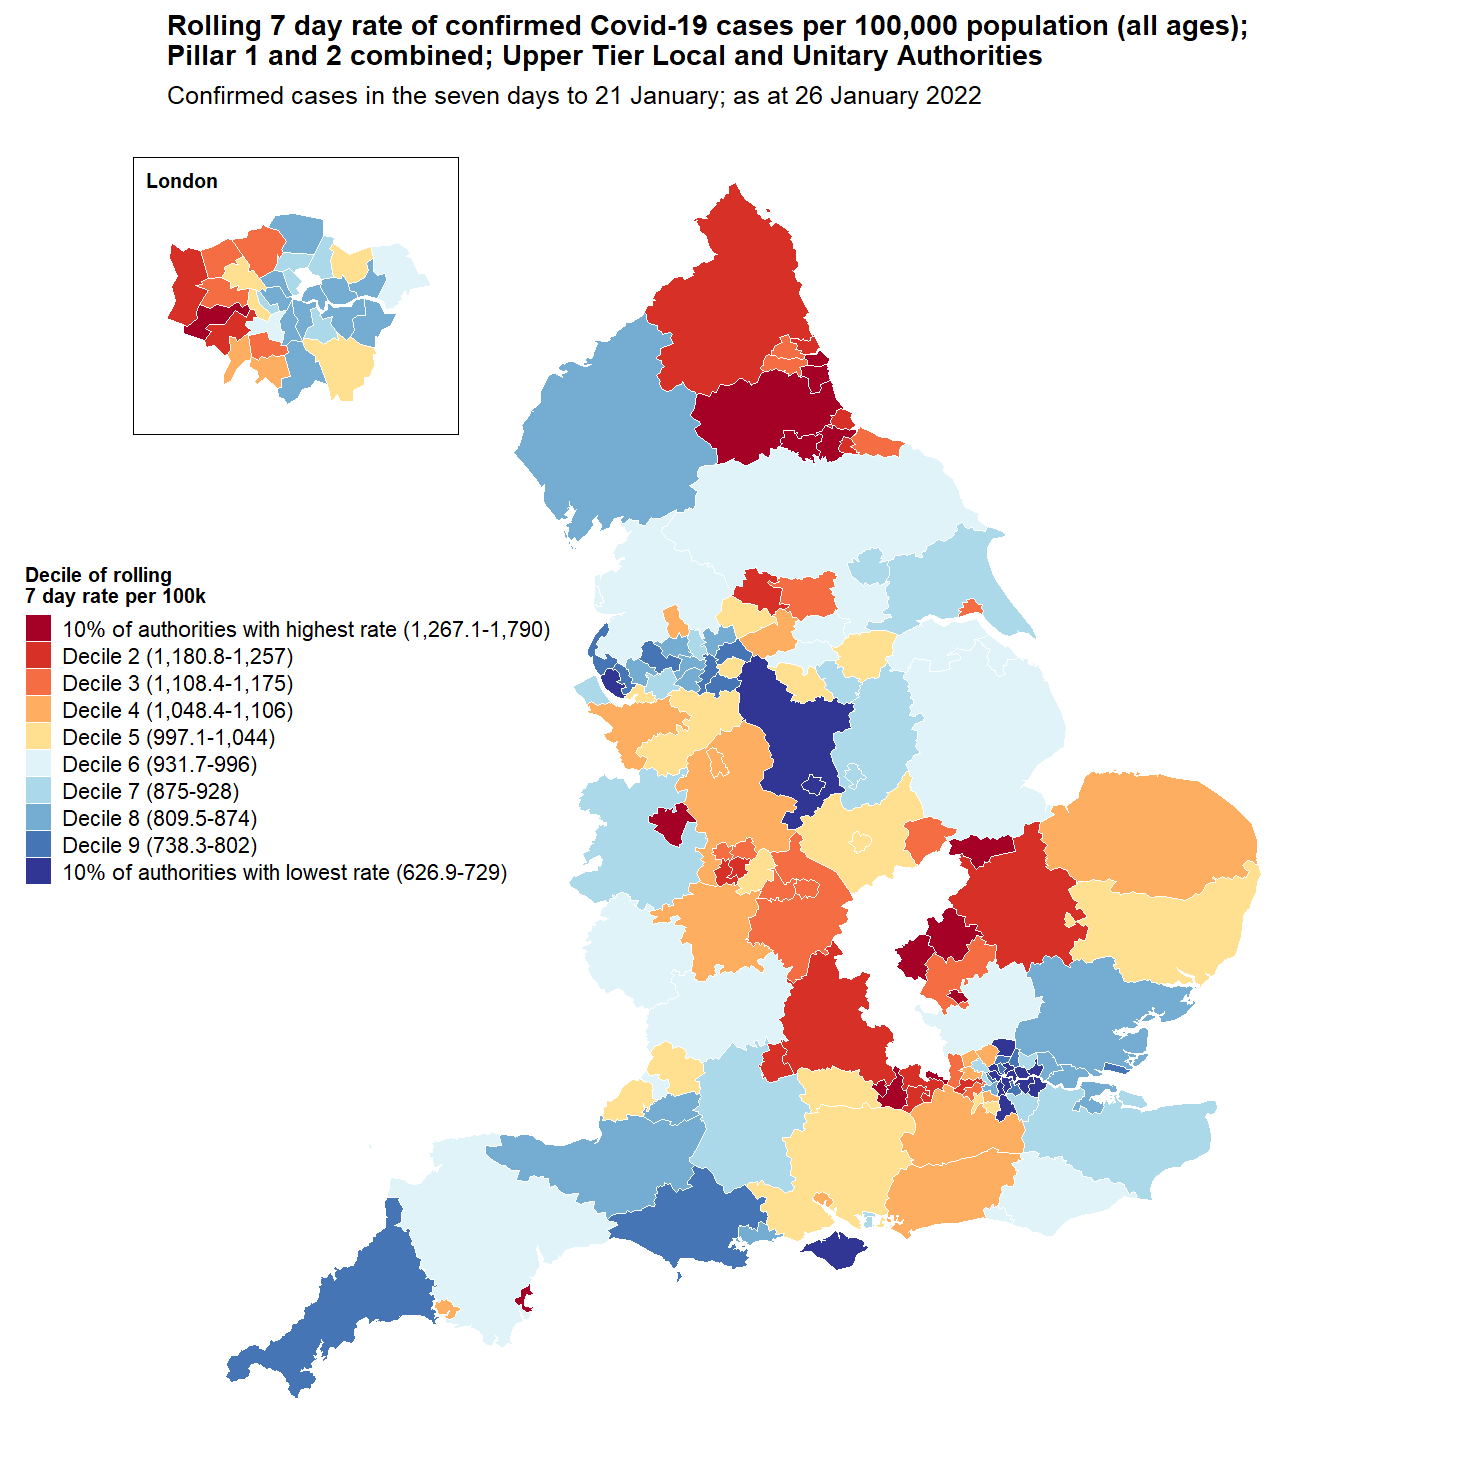 Rolling 7 day rate of confirmed Covid-19 cases per 100,000 population (all ages);
Pillar 1 and 2 combined; Upper Tier Local and Unitary Authorities
Confirmed cases in the seven days to 21 January; as at 26 January 2022
London
Decile of rolling
7 day rate per 100k
10% of authorities with highest rate (1,267.1-1,790)
Decile 2 (1,180.8-1,257)
Decile 3 (1,108.4-1,175)
Decile 4 (1,048.4-1,106)
Decile 5 (997.1-1,044)
Decile 6 (931.7-996)
Decile 7 (875-928)
Decile 8 (809.5-874)
Decile 9 (738.3-802)
10% of authorities with lowest rate (626.9-729)